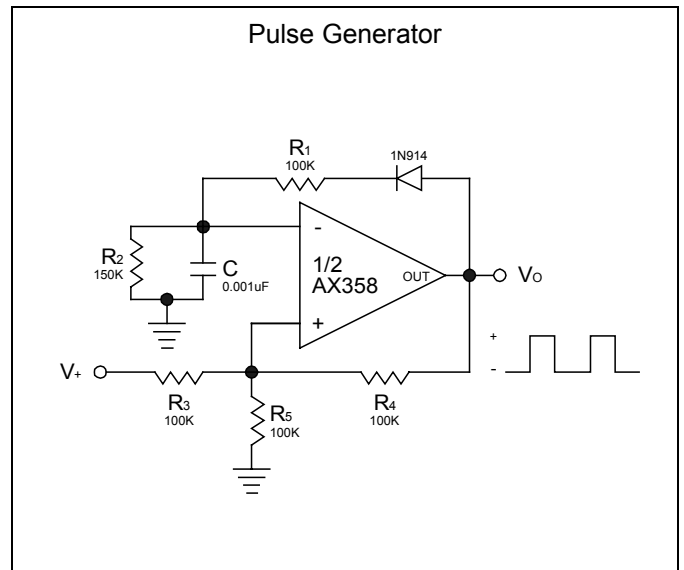 Pulse Generator
R1
100K
1N914
-
R2
150K
C
0.001uF
1/2
AX358
OUT
VO
+
V+
R3
100K
R5
100K
R4
100K
+
-